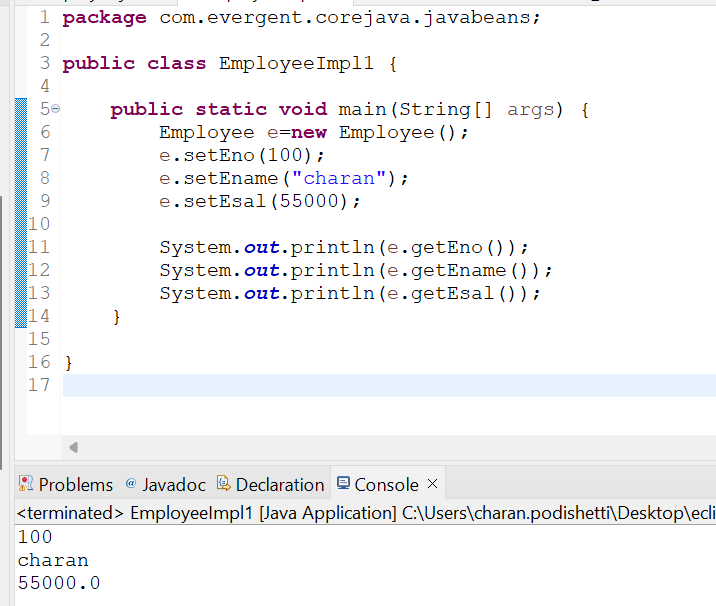 1 package com.evergent.corejava.javabeans;
2
3 public class EmployeeImpl1 {
4
5 public static void main(String[] args) {
6 Employee e=new Employee();
7 e.setEno(100);
8 e.setEname("charan");
9 e.setEsal(55000);
10
11 System.out.println(e.getEno());
12 System.out.println(e.getEname());
13 System.out.println(e.getEsal());
14 }
15
16 }
17
Problems @ Javadoc Declaration Console ×
<terminated> EmployeeImpl1 [Java Application] C:\Users\charan.podishetti\Desktop\ecli
100
charan
55000.0